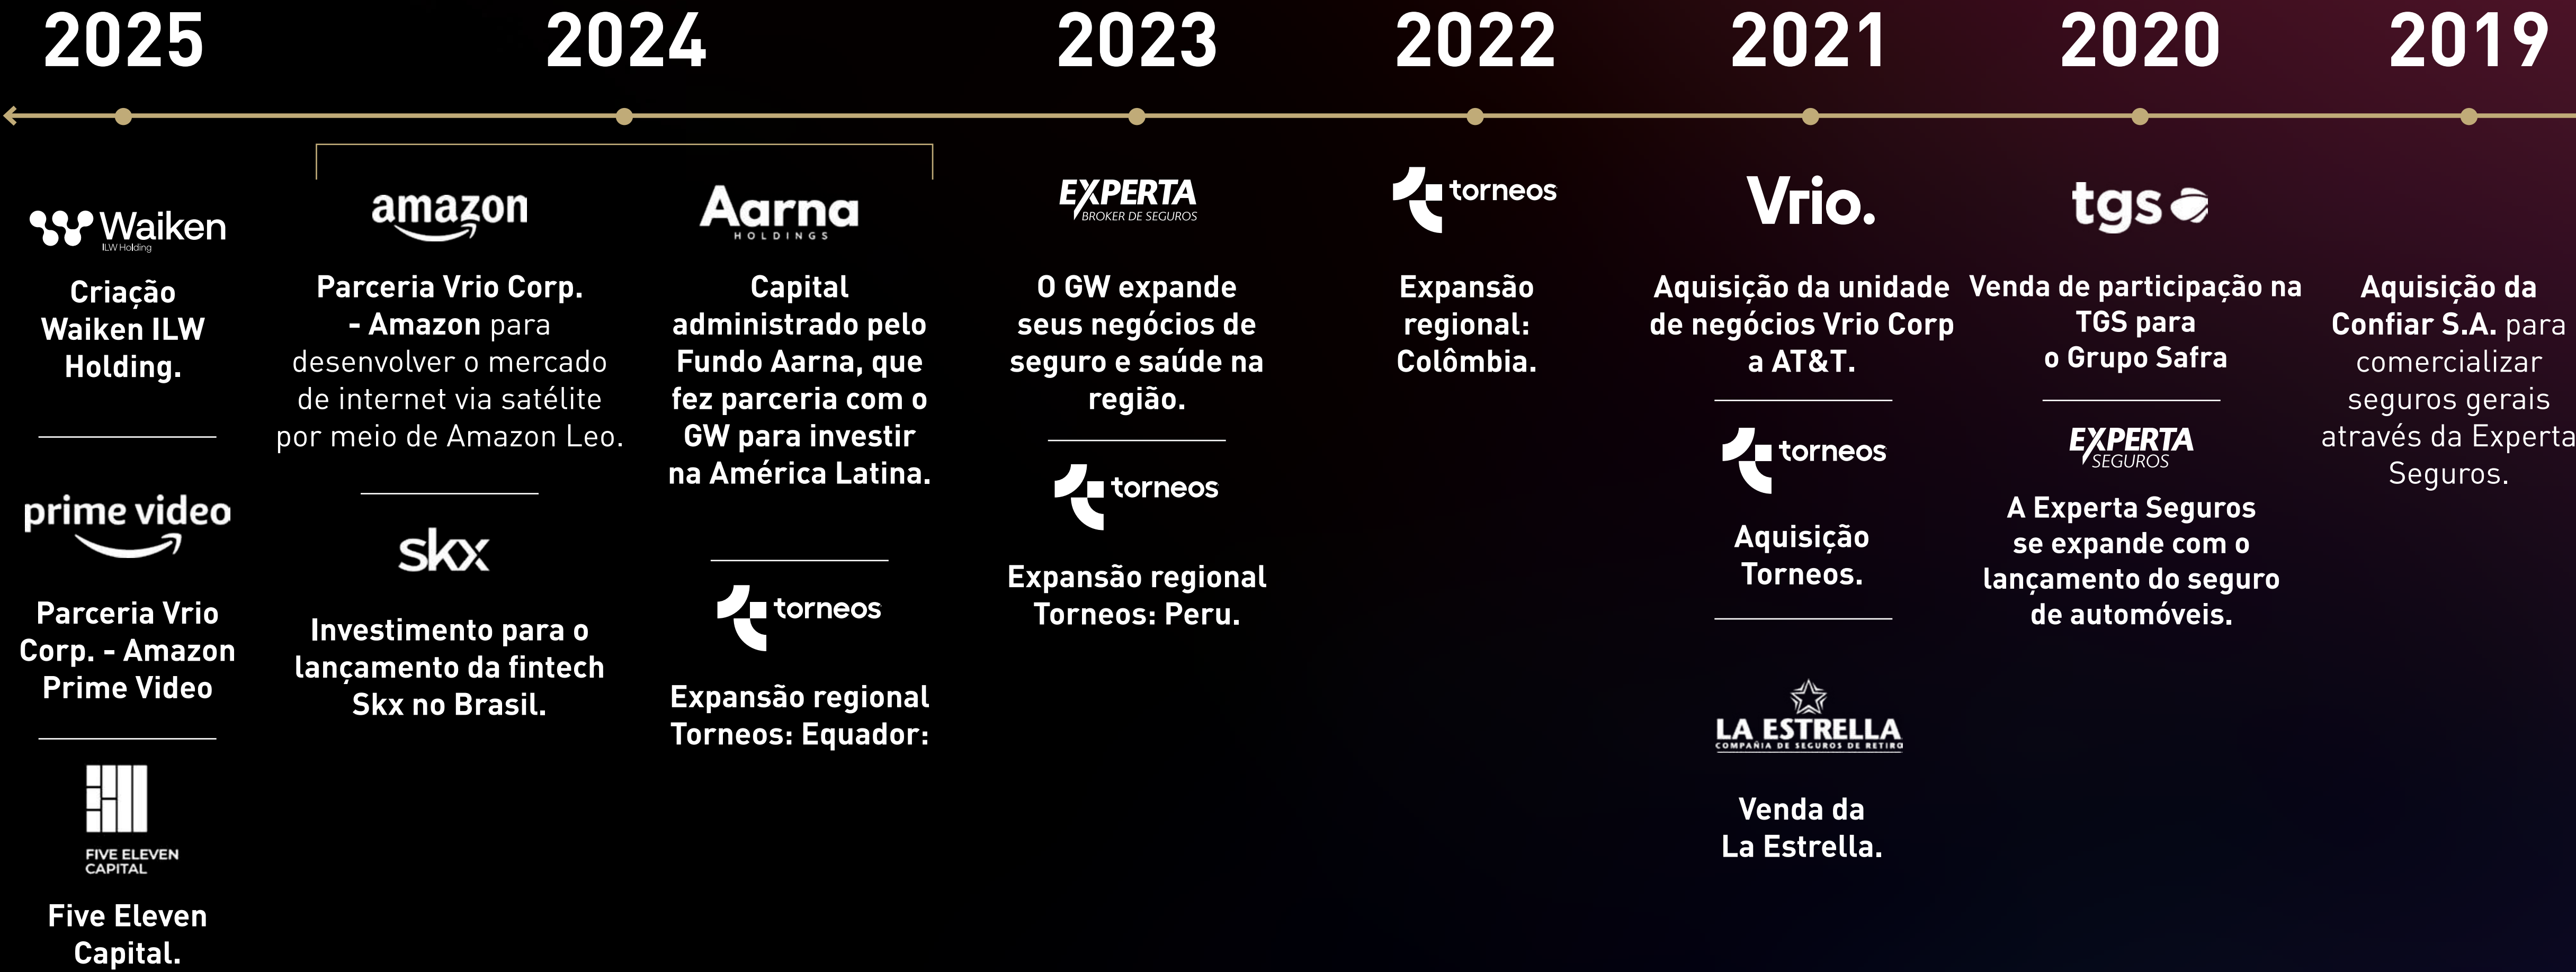 2025
2024
2023
2022
2021
2020
2019
Waiken
ILW Holding
Criação
Waiken ILW
Holding.
prime video
Parceria Vrio
Corp. - Amazon
Prime Video
FIVE ELEVEN
CAPITAL
Five Eleven
Capital.
amazon
Parceria Vrio Corp.
- Amazon para
desenvolver o mercado
de internet via satélite
por meio de Amazon Leo.
skx
Investimento para o
lançamento da fintech
Skx no Brasil.
Aarna
HOLDINGS
Capital
administrado pelo
Fundo Aarna, que
fez parceria com o
GW para investir
na América Latina.
torneos
Expansão regional
Torneos: Equador:
EXPERTA
BROKER DE SEGUROS
O GW expande
seus negócios de
seguro e saúde na
região.
torneos
Expansão regional
Torneos: Peru.
torneos
Expansão
regional:
Colômbia.
Vrio.
Aquisição da unidade
de negócios Vrio Corp
a AT&T.
torneos
Aquisição
Torneos.
LA ESTRELLA
COMPAÑIA DE SEGUROS DE RETIRO
Venda da
La Estrella.
tgs
Venda de participação na
TGS para
o Grupo Safra
EXPERTA
SEGUROS
A Experta Seguros
se expande com o
lançamento do seguro
de automóveis.
Aquisição da
Confiar S.A. para
comercializar
seguros gerais
através da Experta
Seguros.